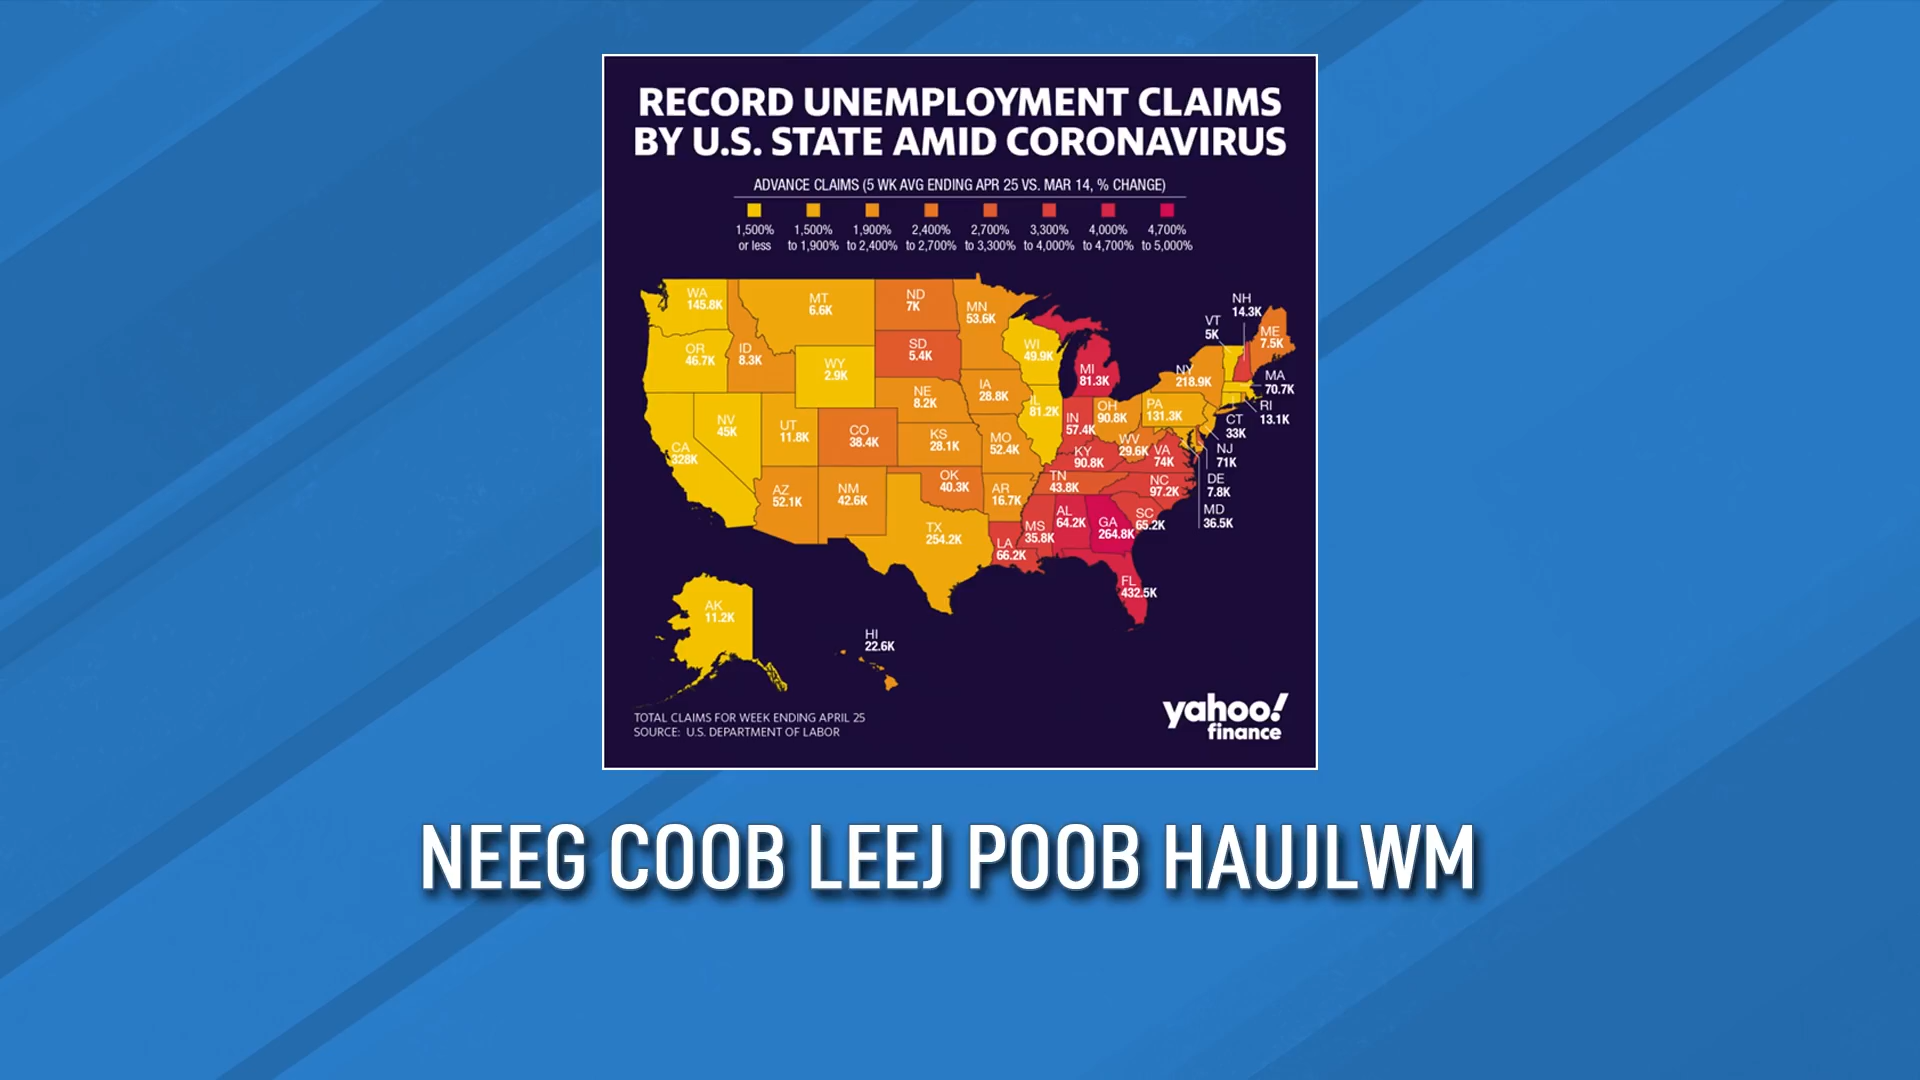 RECORD UNEMPLOYMENT CLAIMS
BY U.S. STATE AMID CORONAVIRUS
ADVANCE CLAIMS (5 WK AVG ENDING APR 25 VS. MAR 14, % CHANGE)
1,500% or less
1,500% to 1,900%
1,900% to 2,400%
2,400% to 2,700%
2,700% to 3,300%
3,300% to 4,000%
4,000% to 4,700%
4,700% to 5,000%
WA 145.8K
MT 6.6K
ND 7K
MN 53.6K
NH 14.3K
VT 5K
ME 7.5K
OR 46.7K
ID 8.3K
WY 2.9K
SD 5.4K
WI 49.9K
MI 81.3K
NY 218.9K
MA 70.7K
NE 8.2K
IA 28.8K
IL 81.2K
IN 57.4K
OH 90.8K
PA 131.3K
RI 13.1K
CT 33K
NV 45K
UT 11.8K
CO 38.4K
KS 28.1K
MO 52.4K
KY 90.8K
WV 29.6K
VA 74K
NJ 71K
CA 328K
AZ 52.1K
NM 42.6K
OK 40.3K
AR 16.7K
TN 43.8K
NC 97.2K
DE 7.8K
TX 254.2K
LA 66.2K
MS 35.8K
AL 64.2K
GA 264.8K
SC 65.2K
MD 36.5K
FL 432.5K
AK 11.2K
HI 22.6K
TOTAL CLAIMS FOR WEEK ENDING APRIL 25
SOURCE: U.S. DEPARTMENT OF LABOR
yahoo!
finance
NEEG COOB LEEJ POOB HAUJLWM